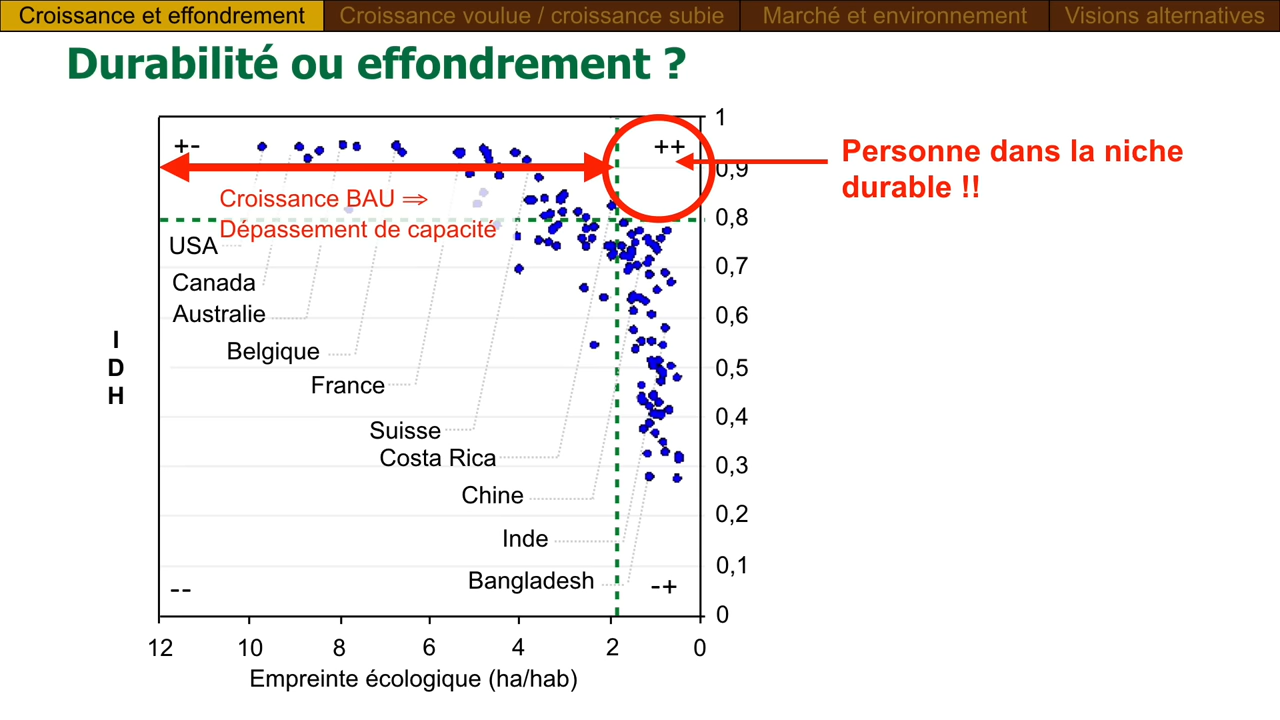 Croissance et effondrement
Croissance voulue / croissance subie
Marché et environnement
Visions alternatives
Durabilité ou effondrement ?
+-
++
Personne dans la niche
durable !!
Croissance BAU ⇒
Dépassement de capacité
USA
Canada
Australie
Belgique
France
Suisse
Costa Rica
Chine
Inde
Bangladesh
--
-+
I
D
H
1
0,9
0,8
0,7
0,6
0,5
0,4
0,3
0,2
0,1
0
12 10 8 6 4 2 0
Empreinte écologique (ha/hab)